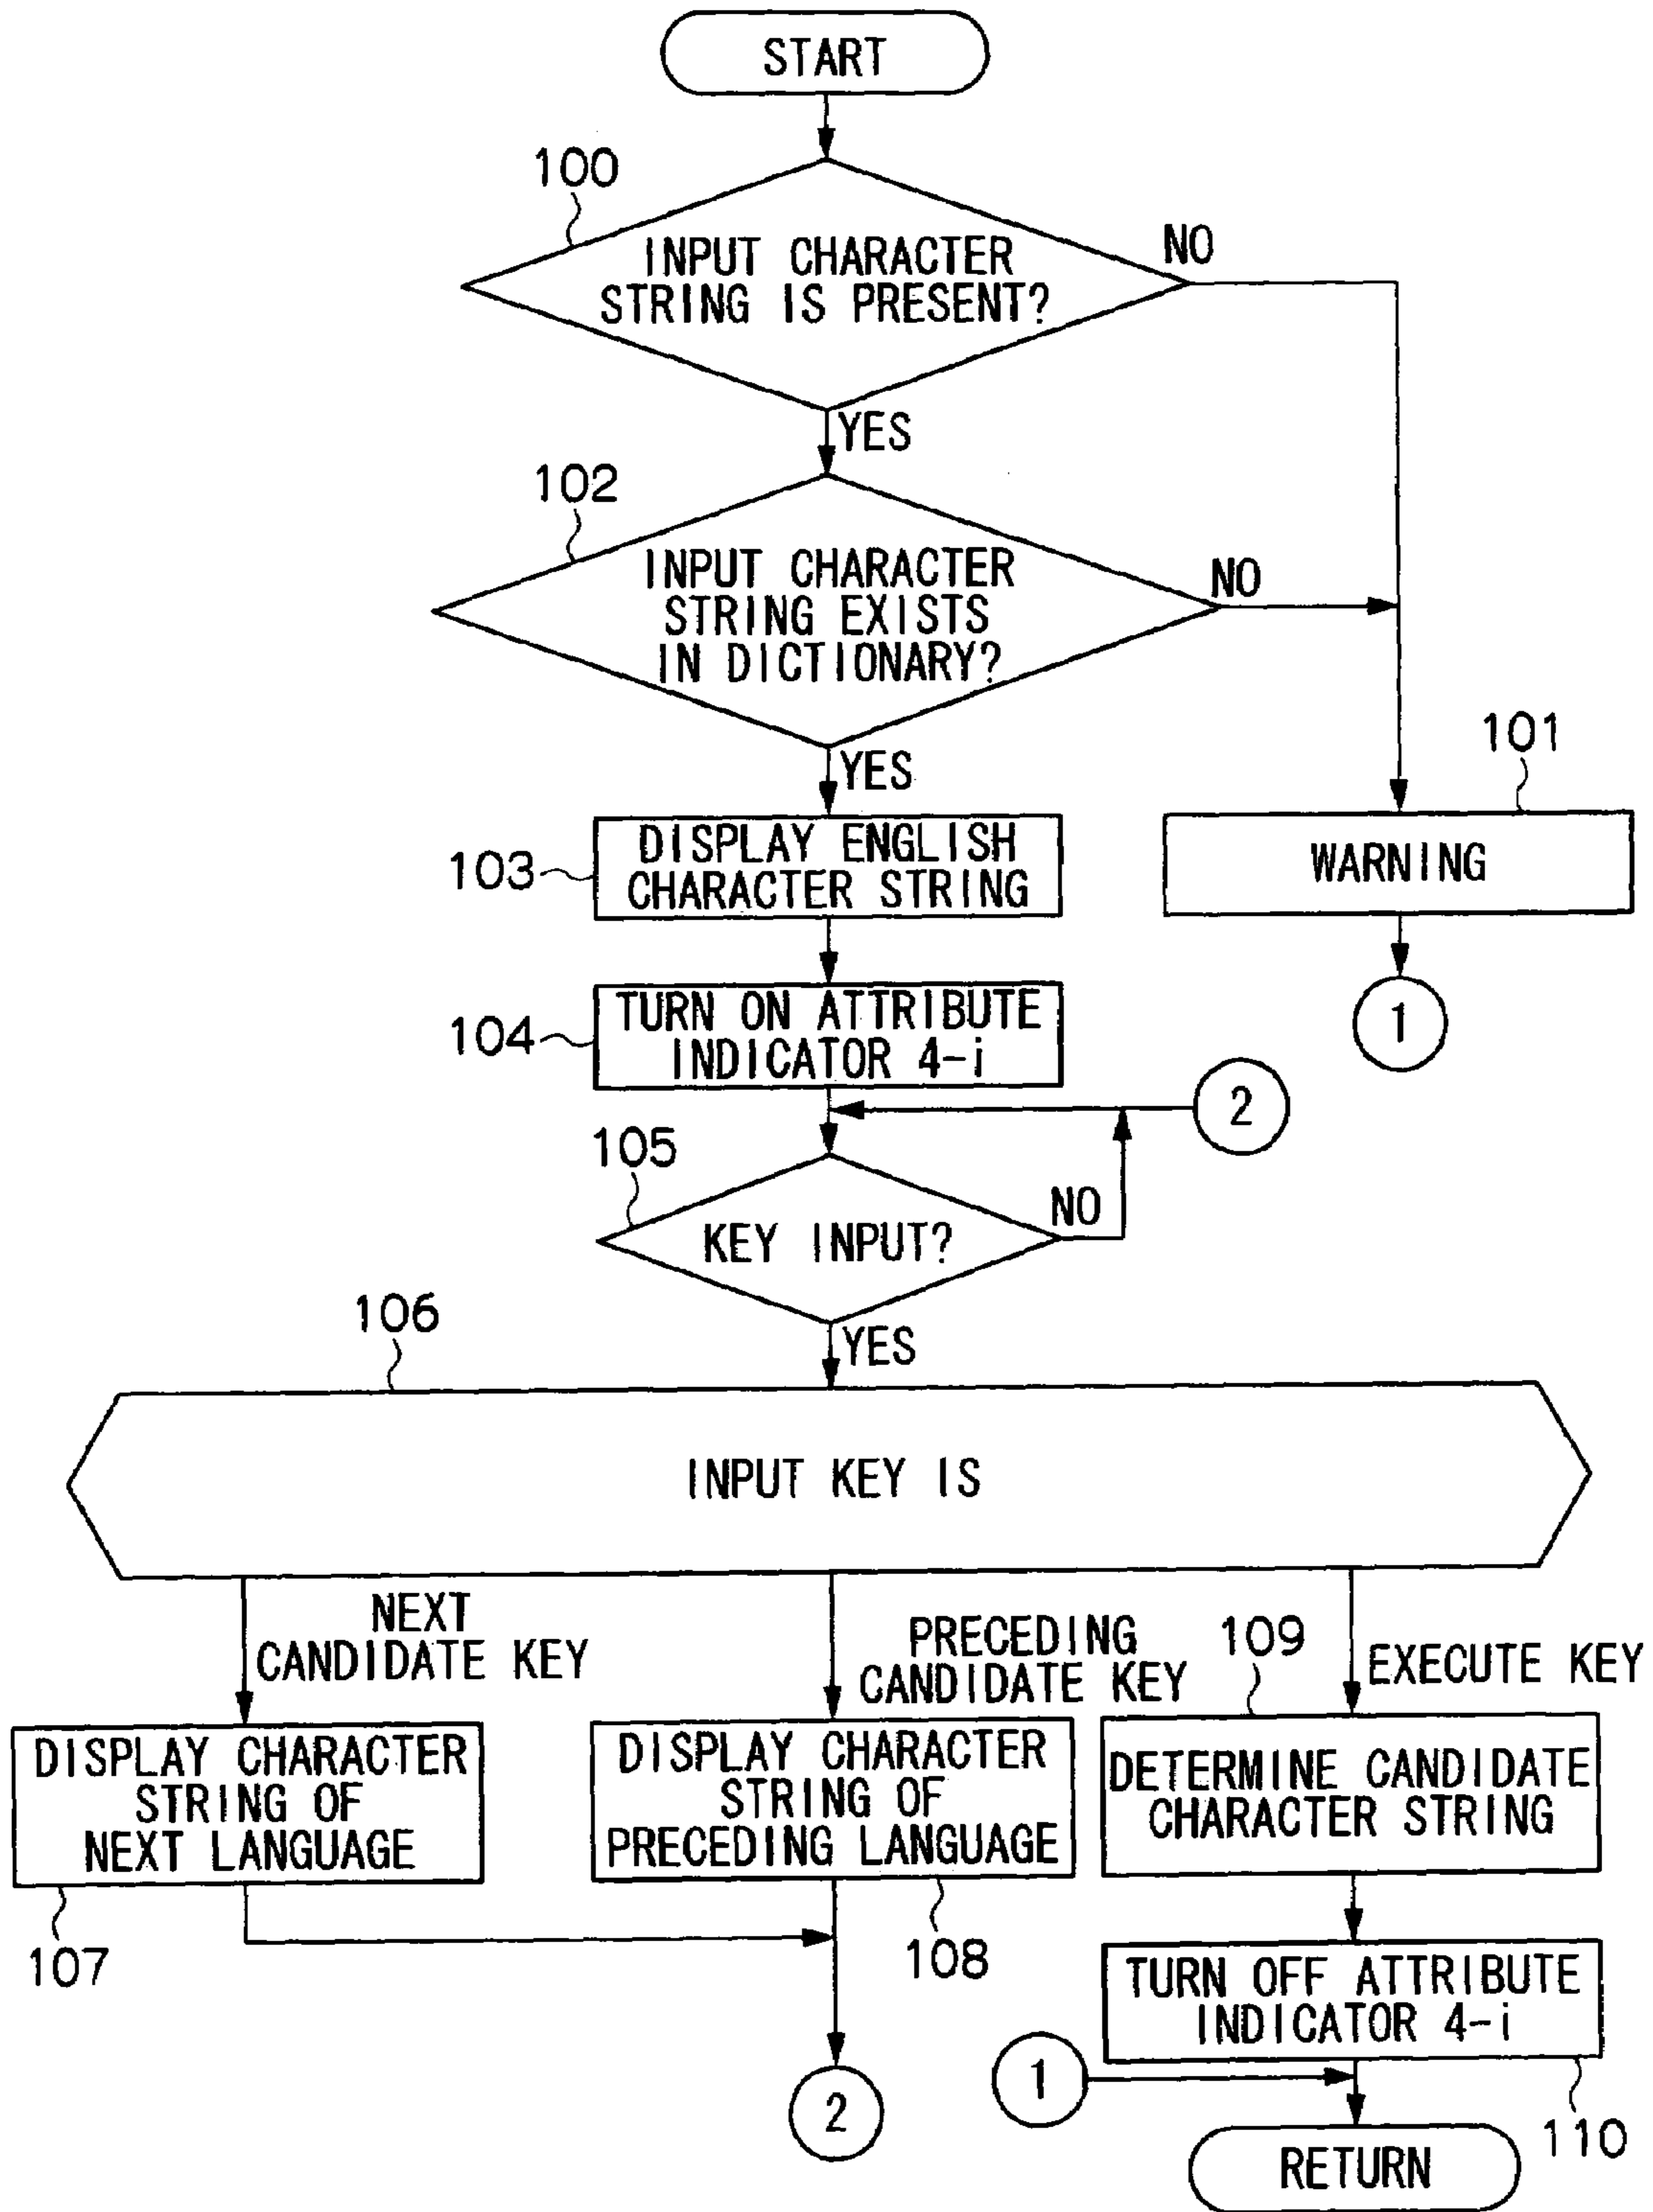 START
100
INPUT CHARACTER
STRING IS PRESENT?
NO
YES
102
INPUT CHARACTER
STRING EXISTS
IN DICTIONARY?
NO
YES
101
WARNING
1
103
DISPLAY ENGLISH
CHARACTER STRING
104
TURN ON ATTRIBUTE
INDICATOR 4-i
2
105
KEY INPUT?
NO
YES
106
INPUT KEY IS
NEXT
CANDIDATE KEY
PRECEDING
CANDIDATE KEY
109
EXECUTE KEY
DISPLAY CHARACTER
STRING OF
NEXT LANGUAGE
107
DISPLAY CHARACTER
STRING OF
PRECEDING LANGUAGE
108
DETERMINE CANDIDATE
CHARACTER STRING
TURN OFF ATTRIBUTE
INDICATOR 4-i
110
2
1
RETURN